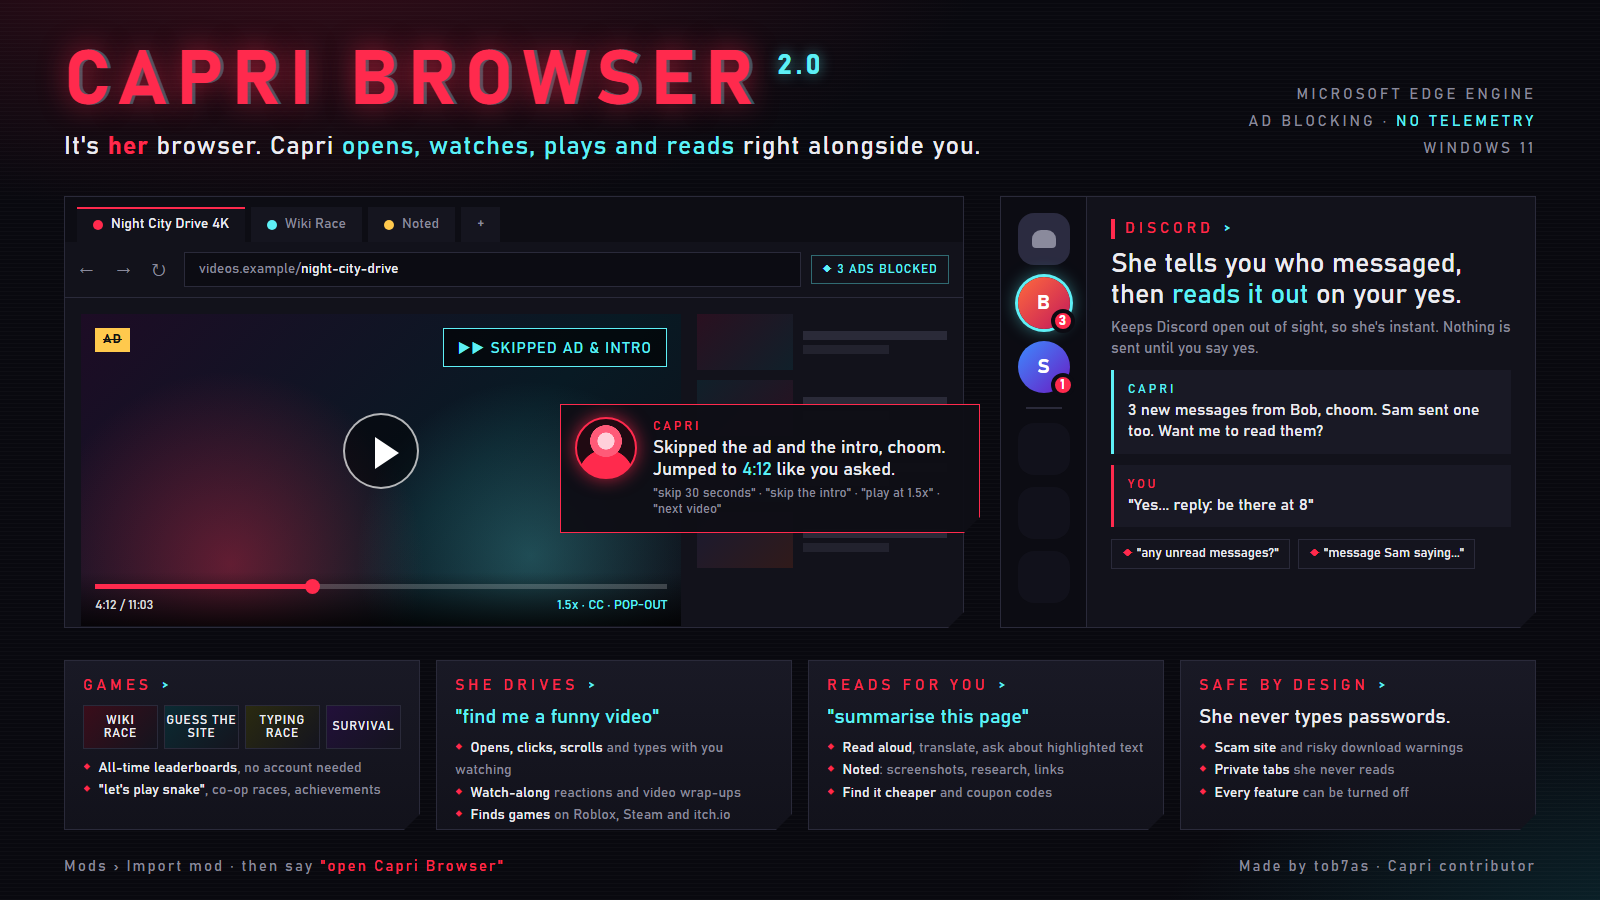 CAPRI BROWSER 2.0
It's her browser. Capri opens, watches, plays and reads right alongside you.
MICROSOFT EDGE ENGINE
AD BLOCKING · NO TELEMETRY
WINDOWS 11
Night City Drive 4K
Wiki Race
Noted
+
videos.example/night-city-drive
3 ADS BLOCKED
AD
SKIPPED AD & INTRO
CAPRI
Skipped the ad and the intro, choom.
Jumped to 4:12 like you asked.
"skip 30 seconds" · "skip the intro" · "play at 1.5x" ·
"next video"
4:12 / 11:03
1.5x · CC · POP-OUT
B
3
S
1
DISCORD >
She tells you who messaged,
then reads it out on your yes.
Keeps Discord open out of sight, so she's instant. Nothing is
sent until you say yes.
CAPRI
3 new messages from Bob, choom. Sam sent one
too. Want me to read them?
YOU
"Yes... reply: be there at 8"
"any unread messages?"
"message Sam saying..."
GAMES >
WIKI
RACE
GUESS THE
SITE
TYPING
RACE
SURVIVAL
All-time leaderboards, no account needed
"let's play snake", co-op races, achievements
SHE DRIVES >
"find me a funny video"
Opens, clicks, scrolls and types with you
watching
Watch-along reactions and video wrap-ups
Finds games on Roblox, Steam and itch.io
READS FOR YOU >
"summarise this page"
Read aloud, translate, ask about highlighted text
Noted: screenshots, research, links
Find it cheaper and coupon codes
SAFE BY DESIGN >
She never types passwords.
Scam site and risky download warnings
Private tabs she never reads
Every feature can be turned off
Mods › Import mod · then say "open Capri Browser"
Made by tob7as · Capri contributor